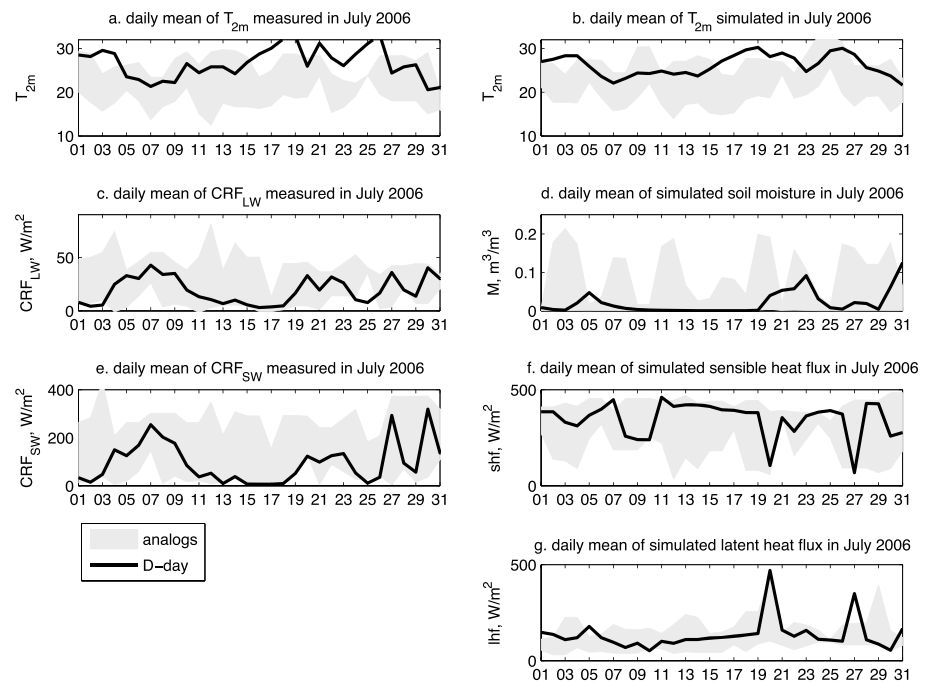 a. daily mean of T2m measured in July 2006
T2m
30
20
10
01 03 05 07 09 11 13 15 17 19 21 23 25 27 29 31
b. daily mean of T2m simulated in July 2006
T2m
30
20
10
01 03 05 07 09 11 13 15 17 19 21 23 25 27 29 31
c. daily mean of CRFLW measured in July 2006
CRFLW, W/m2
50
0
01 03 05 07 09 11 13 15 17 19 21 23 25 27 29 31
d. daily mean of simulated soil moisture in July 2006
M, m3/m3
0.2
0.1
0
01 03 05 07 09 11 13 15 17 19 21 23 25 27 29 31
e. daily mean of CRFSW measured in July 2006
CRFSW, W/m2
400
200
0
01 03 05 07 09 11 13 15 17 19 21 23 25 27 29 31
f. daily mean of simulated sensible heat flux in July 2006
shf, W/m2
500
0
01 03 05 07 09 11 13 15 17 19 21 23 25 27 29 31
analogs
D−day
g. daily mean of simulated latent heat flux in July 2006
lhf, W/m2
500
0
01 03 05 07 09 11 13 15 17 19 21 23 25 27 29 31